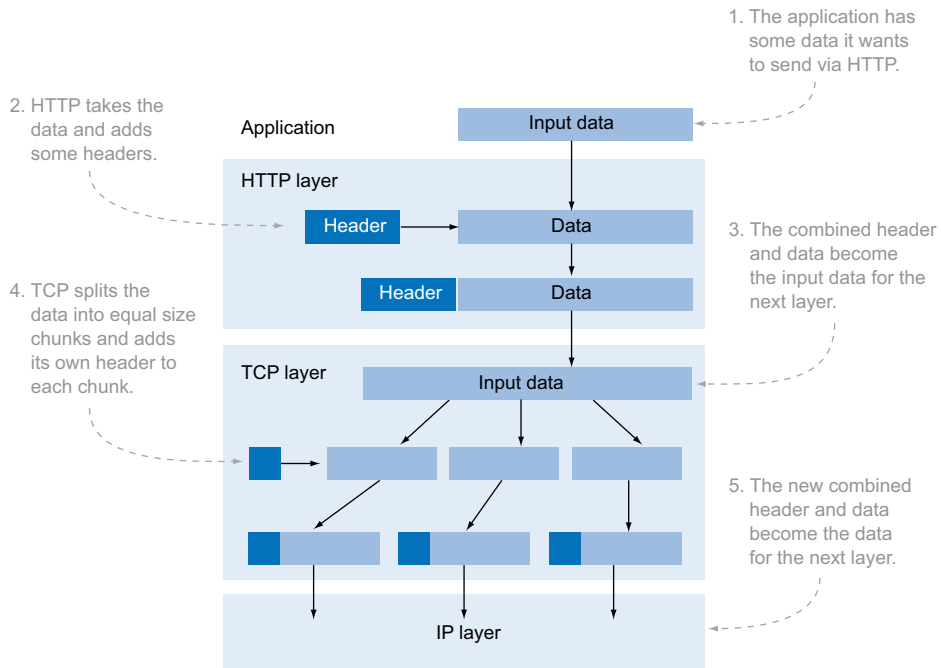 1. The application has
some data it wants
to send via HTTP.
2. HTTP takes the
data and adds
some headers.
Application
Input data
HTTP layer
Header
Data
3. The combined header
and data become
the input data for the
next layer.
Header
Data
4. TCP splits the
data into equal size
chunks and adds
its own header to
each chunk.
TCP layer
Input data
5. The new combined
header and data
become the data
for the next layer.
IP layer